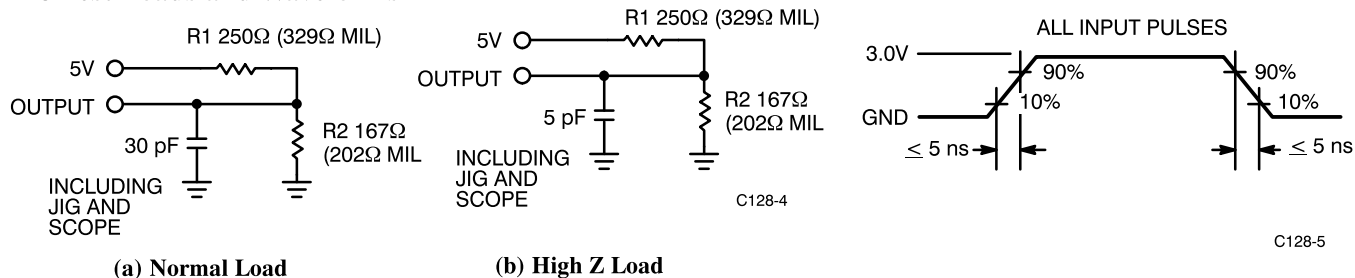 R1 250Ω (329Ω MIL)
5V
OUTPUT
30 pF
R2 167Ω
(202Ω MIL
INCLUDING
JIG AND
SCOPE
(a) Normal Load
R1 250Ω (329Ω MIL)
5V
OUTPUT
5 pF
R2 167Ω
(202Ω MIL
INCLUDING
JIG AND
SCOPE
C128-4
(b) High Z Load
ALL INPUT PULSES
3.0V
90%
10%
GND
≤ 5 ns
90%
10%
≤ 5 ns
C128-5